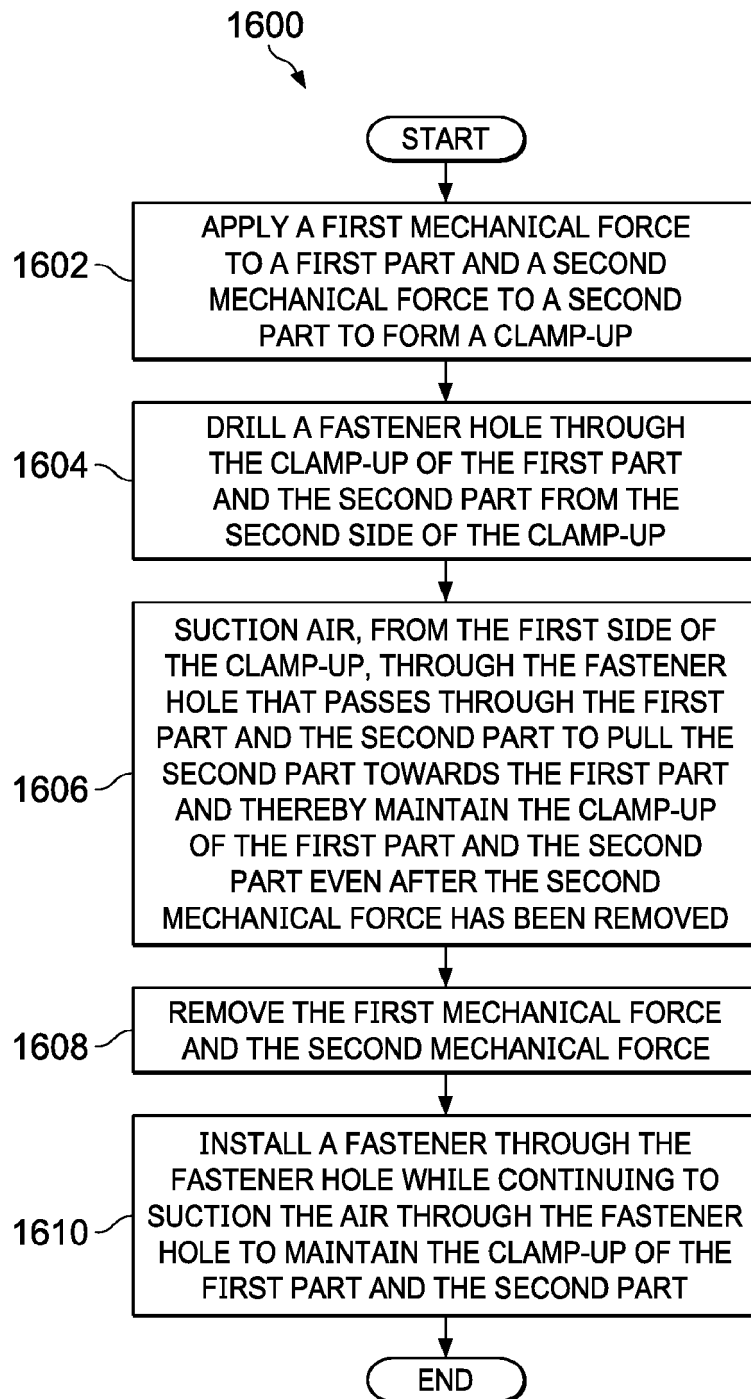 1600
START
1602
APPLY A FIRST MECHANICAL FORCE
TO A FIRST PART AND A SECOND
MECHANICAL FORCE TO A SECOND
PART TO FORM A CLAMP-UP
1604
DRILL A FASTENER HOLE THROUGH
THE CLAMP-UP OF THE FIRST PART
AND THE SECOND PART FROM THE
SECOND SIDE OF THE CLAMP-UP
1606
SUCTION AIR, FROM THE FIRST SIDE OF
THE CLAMP-UP, THROUGH THE FASTENER
HOLE THAT PASSES THROUGH THE FIRST
PART AND THE SECOND PART TO PULL THE
SECOND PART TOWARDS THE FIRST PART
AND THEREBY MAINTAIN THE CLAMP-UP
OF THE FIRST PART AND THE SECOND
PART EVEN AFTER THE SECOND
MECHANICAL FORCE HAS BEEN REMOVED
1608
REMOVE THE FIRST MECHANICAL FORCE
AND THE SECOND MECHANICAL FORCE
1610
INSTALL A FASTENER THROUGH THE
FASTENER HOLE WHILE CONTINUING TO
SUCTION THE AIR THROUGH THE FASTENER
HOLE TO MAINTAIN THE CLAMP-UP OF THE
FIRST PART AND THE SECOND PART
END